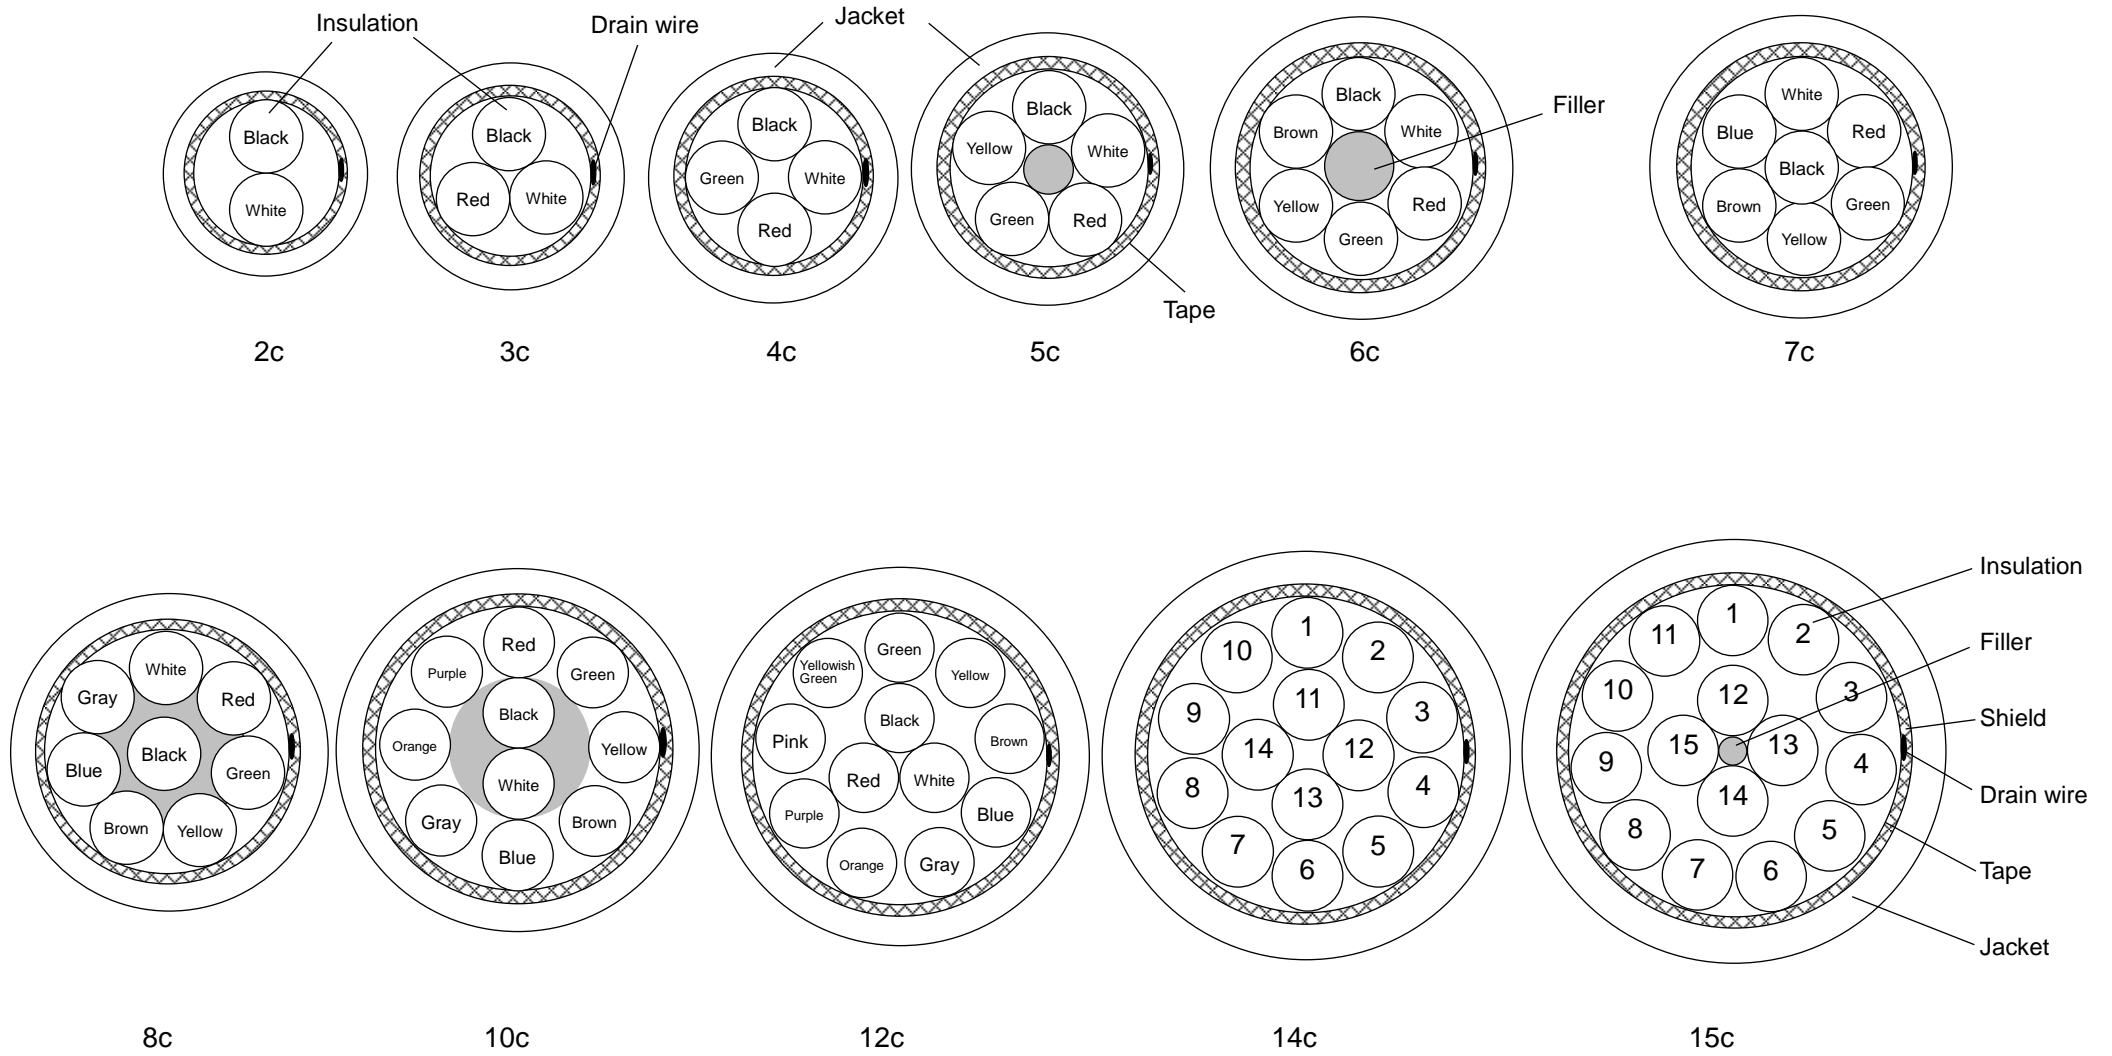 Insulation
Drain wire
Jacket
Black
White
Black
Red
White
Black
Green
White
Red
Black
Yellow
White
Green
Red
Black
Brown
White
Yellow
Red
Green
Filler
White
Blue
Red
Black
Brown
Green
Yellow
Tape
2c
3c
4c
5c
6c
7c
White
Gray
Red
Black
Blue
Green
Brown
Yellow
Red
Purple
Green
Black
Orange
Yellow
White
Gray
Brown
Blue
Green
Yellowish
Green
Yellow
Black
Pink
Brown
Red
White
Purple
Blue
Orange
Gray
1
10
2
11
9
3
14
12
8
4
13
7
5
6
1
11
2
10
12
3
15
13
9
4
14
8
5
7
6
Insulation
Filler
Shield
Drain wire
Tape
Jacket
8c
10c
12c
14c
15c